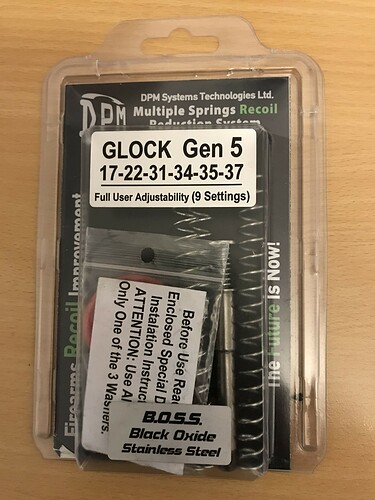 DPM Systems Technologies Ltd.
DPM
Multiple Springs Recoil
Reduction System
GLOCK Gen 5
17-22-31-34-35-37
Full User Adjustability (9 Settings)
Firearms Recoil Improvement
The Future Is Now!
Before Use Rea
Enclosed Special D
Instalation Instruc
ATTENTION: Use Al
Only One of the 3 Washers.
B.O.S.S.
Black Oxide
Stainless Steel